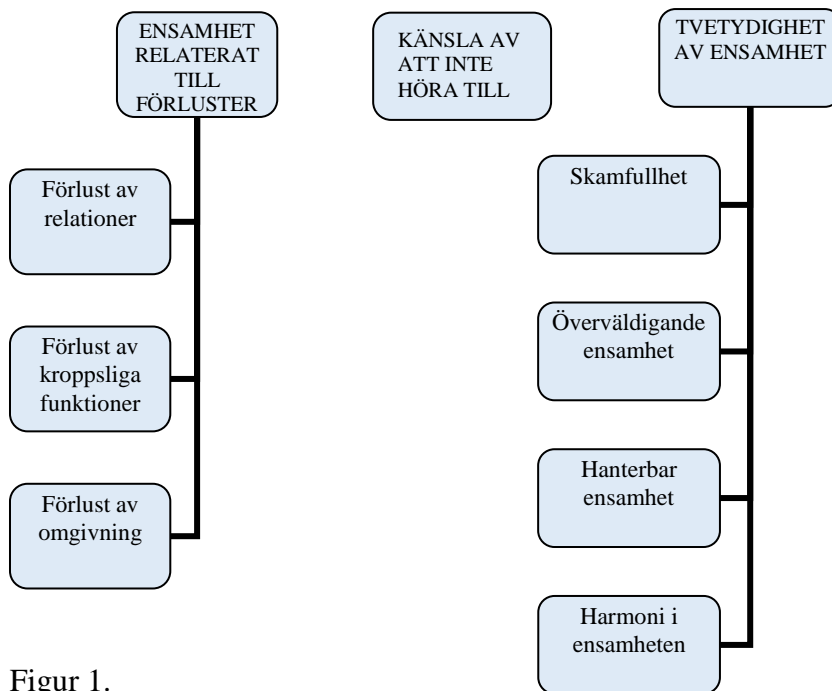 ENSAMHET
RELATERAT
TILL
FÖRLUSTER
Förlust av
relationer
Förlust av
kroppsliga
funktioner
Förlust av
omgivning
KÄNSLA AV
ATT INTE
HÖRA TILL
TVETYDIGHET
AV ENSAMHET
Skamfullhet
Överväldigande
ensamhet
Hanterbar
ensamhet
Harmoni i
ensamheten
Figur 1.